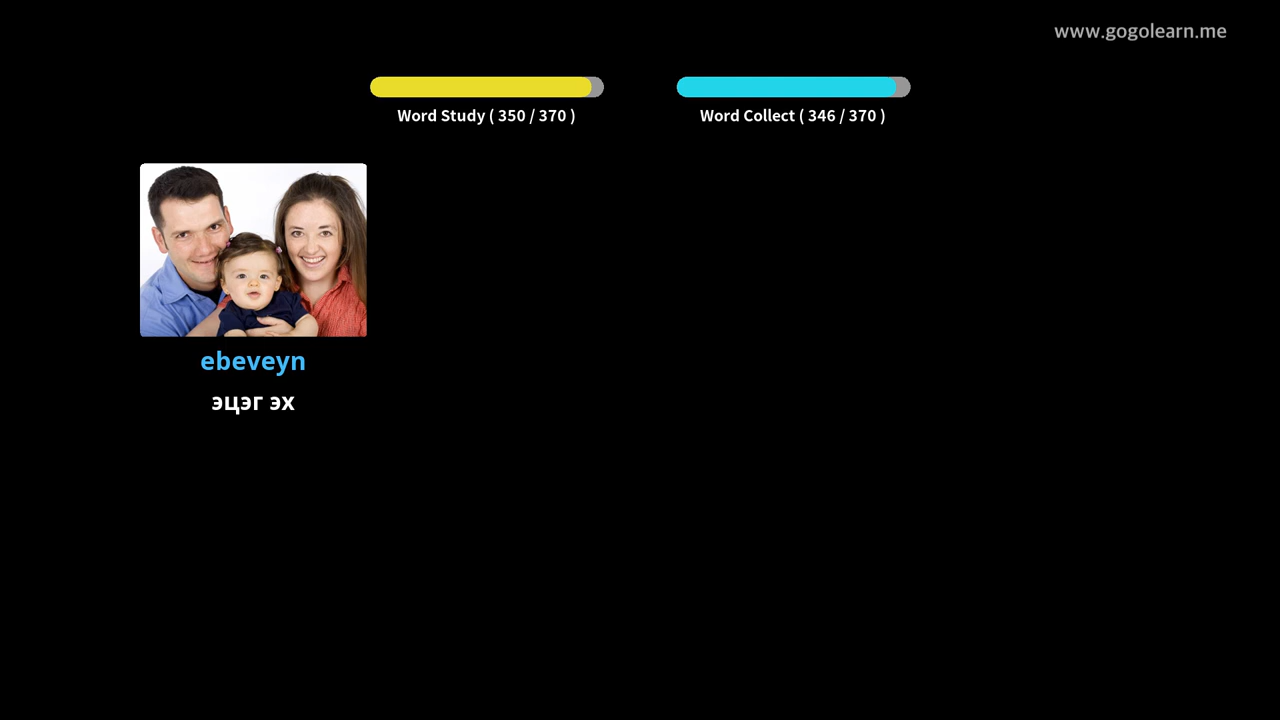 www.gogolearn.me
Word Study ( 350 / 370 )
Word Collect ( 346 / 370 )
ebeveyn
эцэг эх